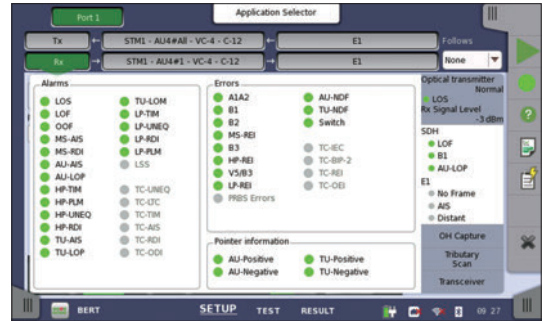 Port 1
Application Selector
Tx
STM1 - AU4#All - VC-4 - C-12
E1
Follows
Rx
STM1 - AU4#1 - VC-4 - C-12
E1
None
Alarms
LOS
LOF
OOF
MS-AIS
MS-RDI
AU-AIS
AU-LOP
HP-TIM
HP-PLM
HP-UNEQ
HP-RDI
TU-AIS
TU-LOP
TU-LOM
LP-TIM
LP-UNEQ
LP-RDI
LP-PLM
LSS
TC-UNEQ
TC-LTC
TC-TIM
TC-AIS
TC-RDI
TC-ODI
Errors
A1A2
B1
B2
MS-REI
B3
HP-REI
V5/B3
LP-REI
PRBS Errors
AU-NDF
TU-NDF
Switch
TC-IEC
TC-BIP-2
TC-REI
TC-OEI
Pointer information
AU-Positive
AU-Negative
TU-Positive
TU-Negative
Optical transmitter
Normal
LOS
Rx Signal Level
-3 dBm
SDH
LOF
B1
AU-LOP
E1
No Frame
AIS
Distant
OH Capture
Tributary
Scan
Transceiver
BERT
SETUP
TEST
RESULT
09 27